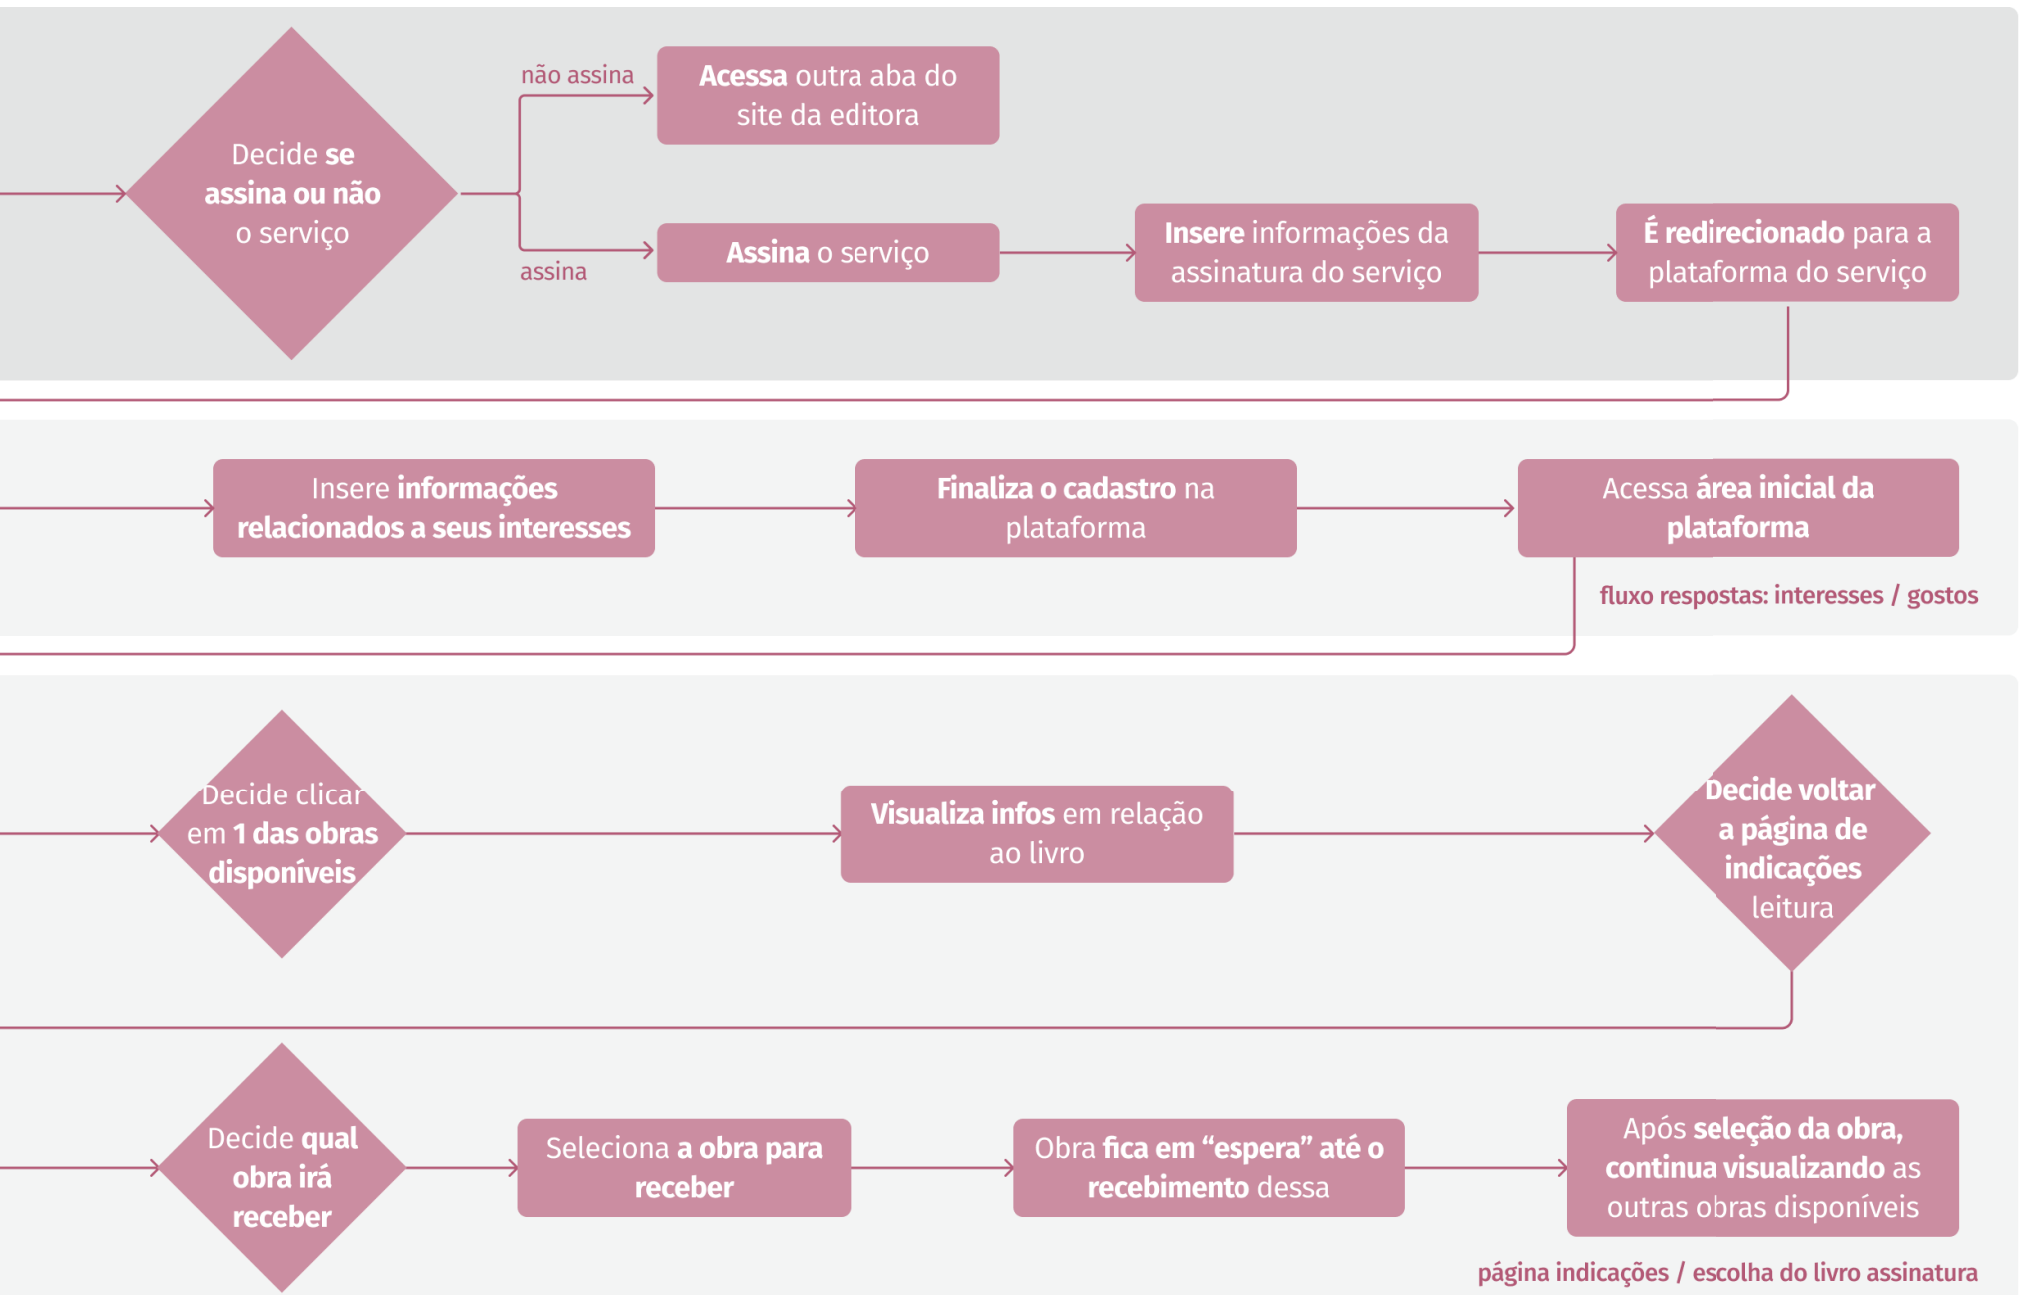 não assina
Acessa outra aba do
site da editora
Decide se
assina ou não
o serviço
assina
Assina o serviço
Insere informações da
assinatura do serviço
É redirecionado para a
plataforma do serviço
Insere informações
relacionados a seus interesses
Finaliza o cadastro na
plataforma
Acessa área inicial da
plataforma
fluxo respostas: interesses / gostos
Decide clicar
em 1 das obras
disponíveis
Visualiza infos em relação
ao livro
Decide voltar
a página de
indicações
leitura
Decide qual
obra irá
receber
Seleciona a obra para
receber
Obra fica em “espera” até o
recebimento dessa
Após seleção da obra,
continua visualizando as
outras obras disponíveis
página indicações / escolha do livro assinatura